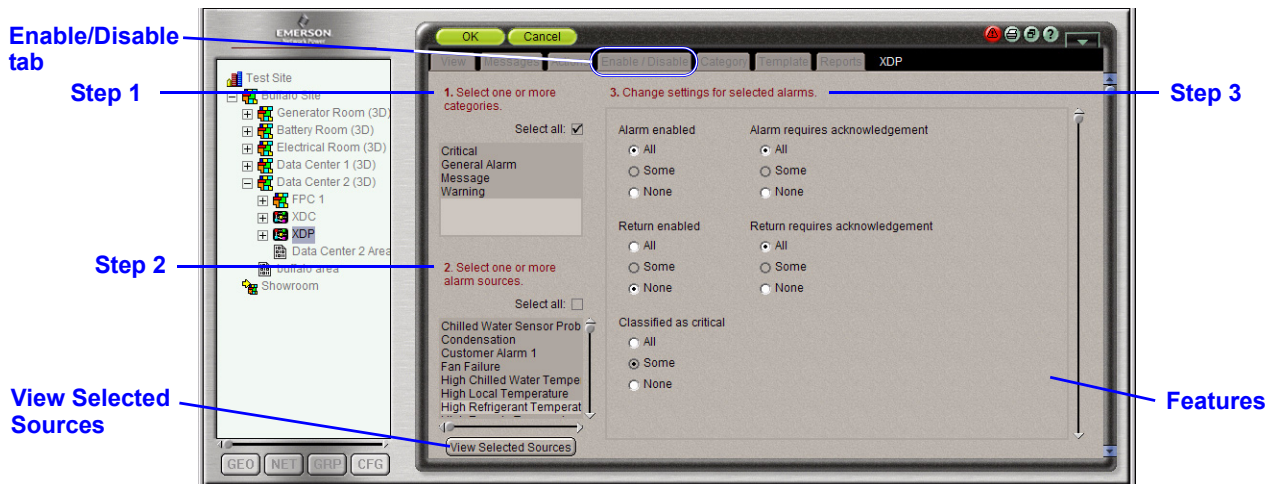 Enable/Disable
tab
Step 1
Step 2
View Selected
Sources
Step 3
Features
EMERSON
Network Power
Test Site
Buffalo Site
Generator Room (3D)
Battery Room (3D)
Electrical Room (3D)
Data Center 1 (3D)
Data Center 2 (3D)
FPC 1
XDC
XDP
Data Center 2 Area
buffalo area
Showroom
GEO NET GRP CFG
OK Cancel
View Messages Enable / Disable Category Template Reports XDP
1. Select one or more
categories.
Select all:
Critical
General Alarm
Message
Warning
2. Select one or more
alarm sources.
Select all:
Chilled Water Sensor Prob
Condensation
Customer Alarm 1
Fan Failure
High Chilled Water Tempe
High Local Temperature
High Refrigerant Temperat
View Selected Sources
3. Change settings for selected alarms.
Alarm enabled
All
Some
None
Alarm requires acknowledgement
All
Some
None
Return enabled
All
Some
None
Return requires acknowledgement
All
Some
None
Classified as critical
All
Some
None